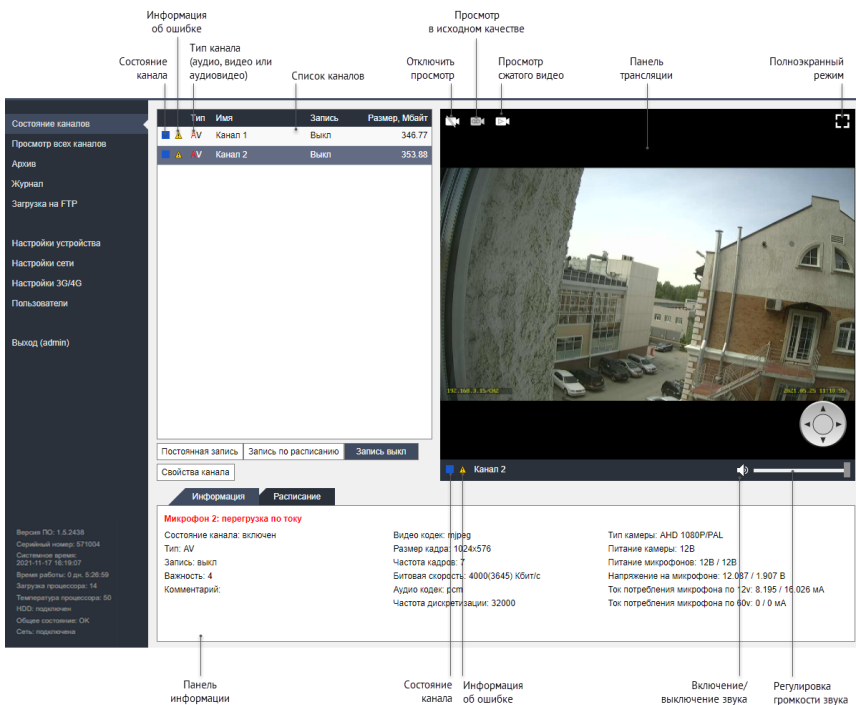 Информация
об ошибке
Просмотр
в исходном качестве
Состояние
канала
Тип канала
(аудио, видео или
аудиовидео)
Список каналов
Отключить
просмотр
Просмотр
сжатого видео
Панель
трансляции
Полноэкранный
режим
Состояние каналов
Просмотр всех каналов
Архив
Журнал
Загрузка на FTP
Настройки устройства
Настройки сети
Настройки 3G/4G
Пользователи
Выход (admin)
Тип Имя Запись Размер, Мбайт
AV Канал 1 Выкл 346.77
AV Канал 2 Выкл 353.88
Постоянная запись Запись по расписанию Запись выкл
Свойства канала
Канал 2
Информация Расписание
Микрофон 2: перегрузка по току
Состояние канала: включен
Тип: AV
Запись: выкл
Важность: 4
Комментарий:
Видео кодек: mjpeg
Размер кадра: 1024x576
Частота кадров: 7
Битовая скорость: 4000(3645) Кбит/с
Аудио кодек: pcm
Частота дискретизации: 32000
Тип камеры: AHD 1080P/PAL
Питание камеры: 12В
Питание микрофонов: 12В / 12В
Напряжение на микрофоне: 12.087 / 1.907 В
Ток потребления микрофона по 12v: 8.195 / 16.026 мА
Ток потребления микрофона по 60v: 0 / 0 мА
Версия ПО: 1.5.2438
Серийный номер: 571004
Системное время:
2021-11-17 16:19:07
Время работы: 0 дн, 5:26:59
Загрузка процессора: 14
Температура процессора: 50
HDD: подключен
Общее состояние: ОК
Сеть: подключена
Панель
информации
Состояние
канала
Информация
об ошибке
Включение/
выключение звука
Регулировка
громкости звука